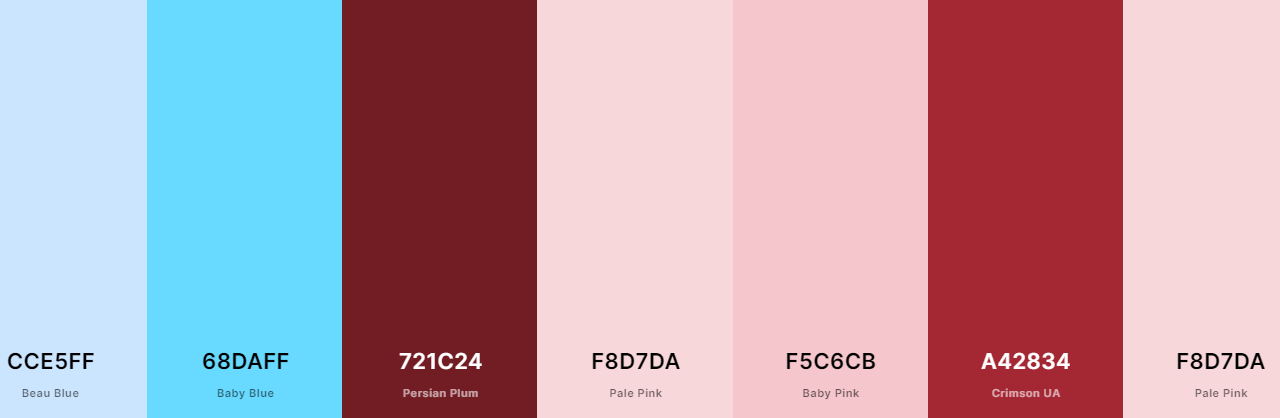 CCE5FF
Beau Blue
68DAFF
Baby Blue
721C24
Persian Plum
F8D7DA
Pale Pink
F5C6CB
Baby Pink
A42834
Crimson UA
F8D7DA
Pale Pink